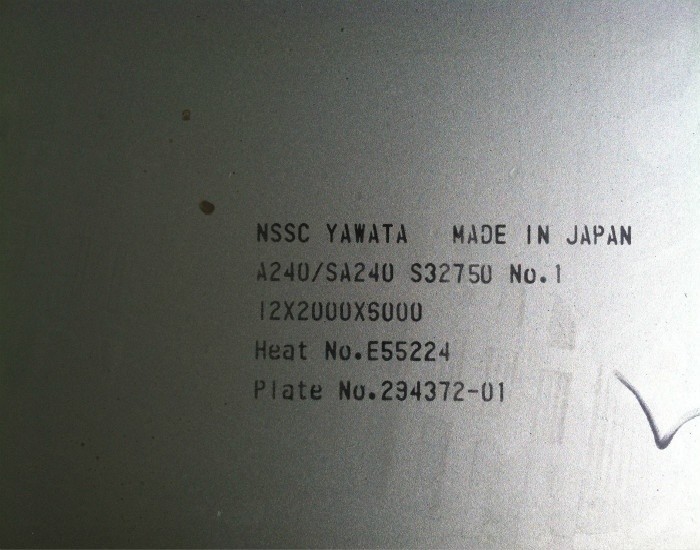 NSSC YAWATA MADE IN JAPAN
A240/SA240 S32750 No.1
12X2000X6000
Heat No.E55224
Plate No.294372-01